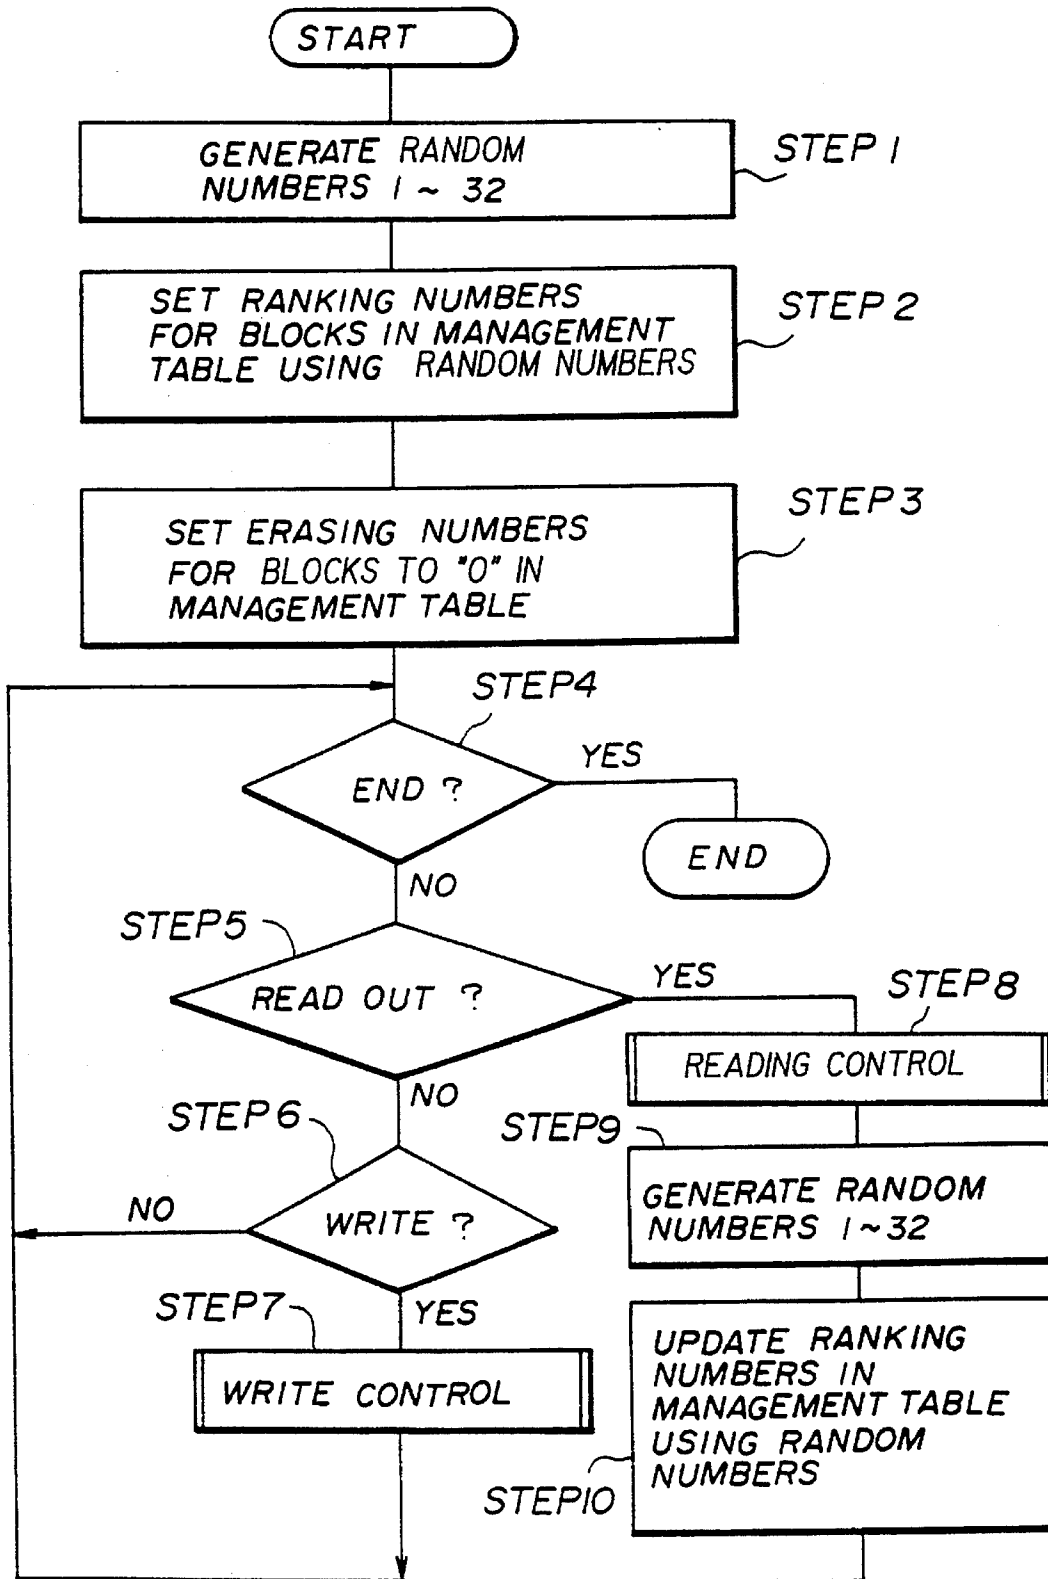 START
GENERATE RANDOM
NUMBERS 1 ~ 32
STEP 1
SET RANKING NUMBERS
FOR BLOCKS IN MANAGEMENT
TABLE USING RANDOM NUMBERS
STEP 2
SET ERASING NUMBERS
FOR BLOCKS TO "0" IN
MANAGEMENT TABLE
STEP 3
STEP4
END ?
YES
END
NO
STEP5
READ OUT ?
YES
STEP8
READING CONTROL
NO
STEP6
STEP9
GENERATE RANDOM
NUMBERS 1~32
NO
WRITE ?
YES
STEP7
WRITE CONTROL
UPDATE RANKING
NUMBERS IN
MANAGEMENT TABLE
USING RANDOM
NUMBERS
STEP10